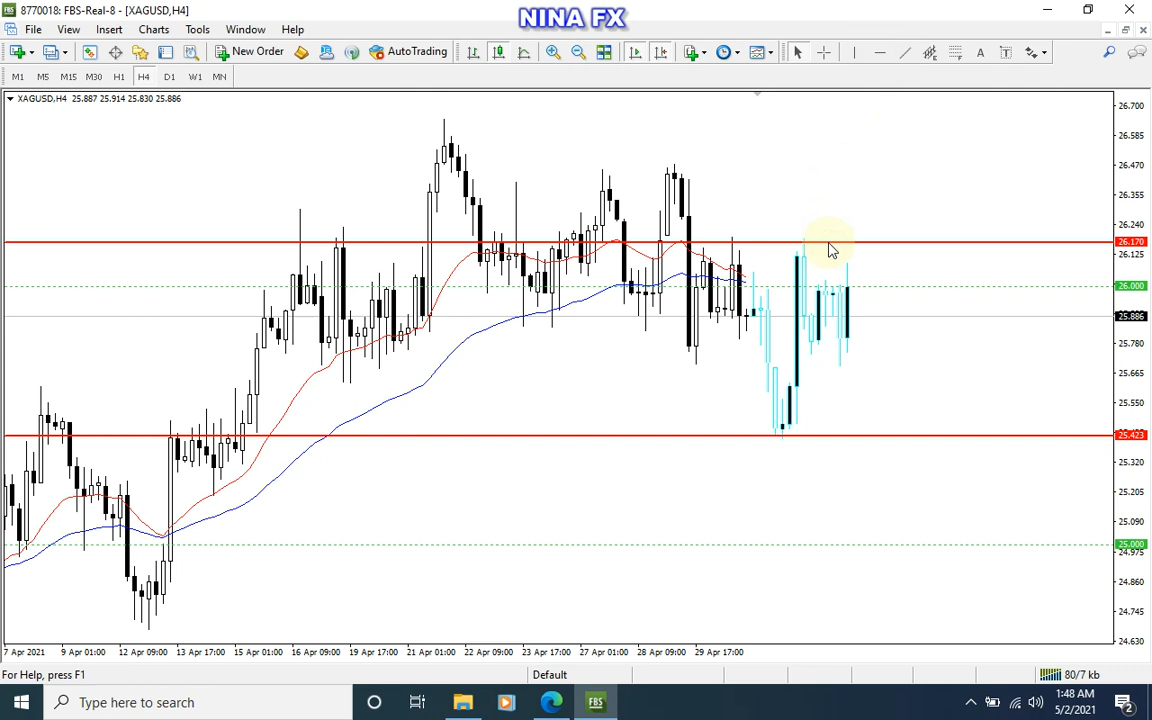 8770018: FBS-Real-8 - [XAGUSD,H4]
NINA FX
File View Insert Charts Tools Window Help
New Order AutoTrading
M1 M5 M15 M30 H1 H4 D1 W1 MN
XAGUSD,H4 25.887 25.914 25.830 25.886
26.700
26.585
26.470
26.355
26.240
26.170
26.125
26.000
25.886
25.780
25.665
25.550
25.423
25.320
25.205
25.090
25.000
24.975
24.860
24.745
24.630
7 Apr 2021 9 Apr 01:00 12 Apr 09:00 13 Apr 17:00 15 Apr 01:00 16 Apr 09:00 19 Apr 17:00 21 Apr 01:00 22 Apr 09:00 23 Apr 17:00 27 Apr 01:00 28 Apr 09:00 29 Apr 17:00
For Help, press F1 Default 80/7 kb
Type here to search
FBS
1:48 AM
5/2/2021
2